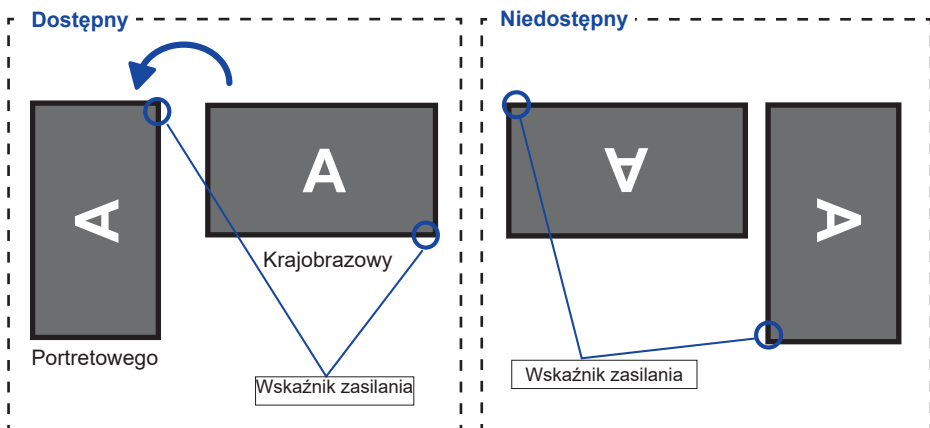 Dostępny
Niedostępny
A
A
A
A
Krajobrazowy
Portretowego
Wskaźnik zasilania
Wskaźnik zasilania